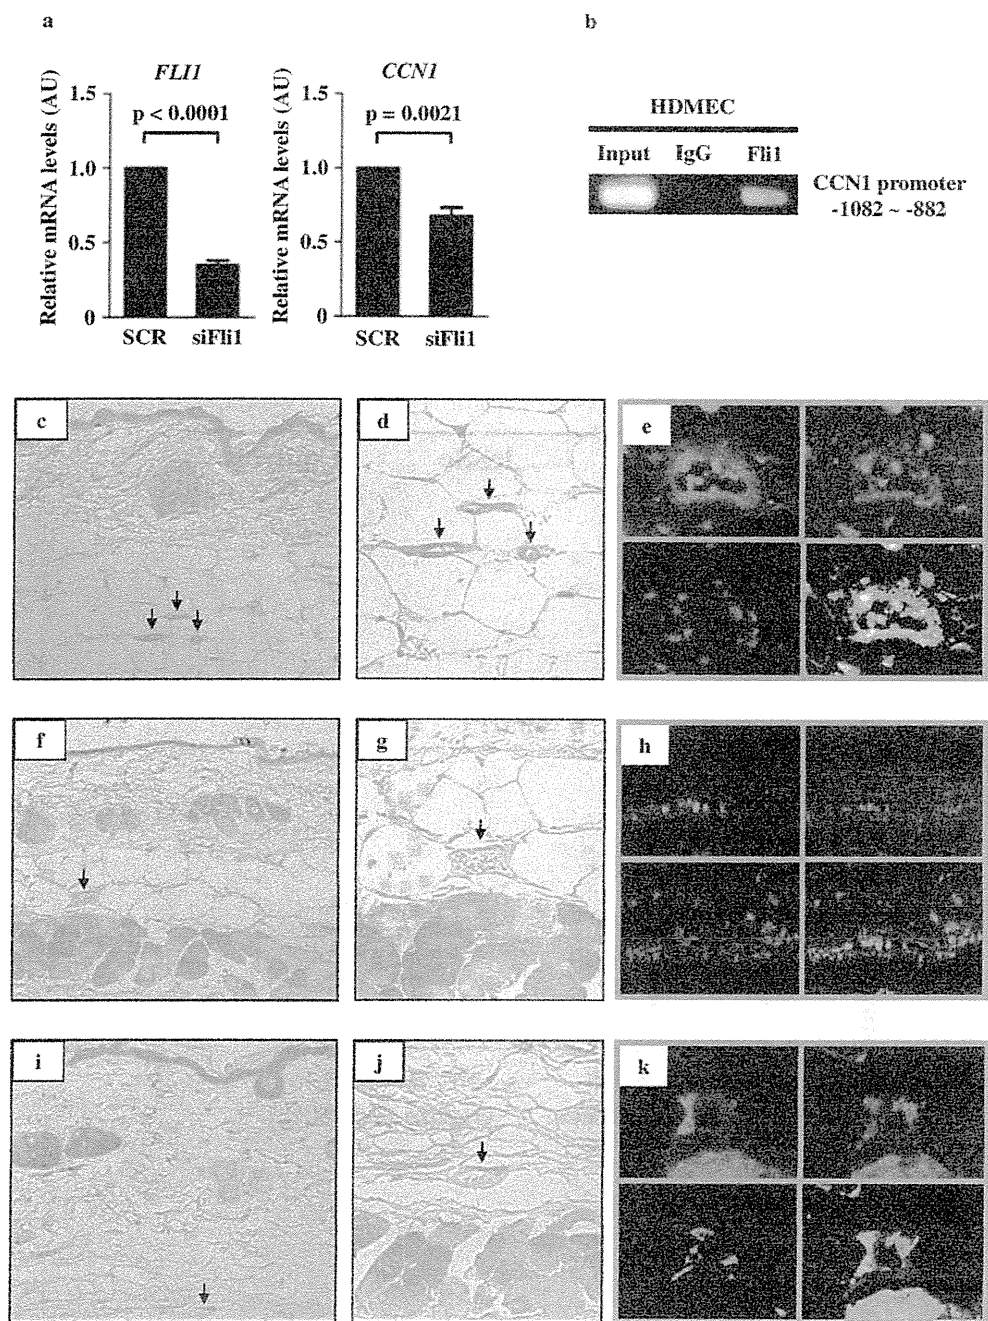 a
b
FLI1
CCN1
Relative mRNA levels (AU)
1.5
1.0
0.5
0
p < 0.0001
SCR
siFli1
Relative mRNA levels (AU)
1.5
1.0
0.5
0
p = 0.0021
SCR
siFli1
HDMEC
Input IgG Fli1
CCN1 promoter
-1082 ~ -882
c
d
e
f
g
h
i
j
k